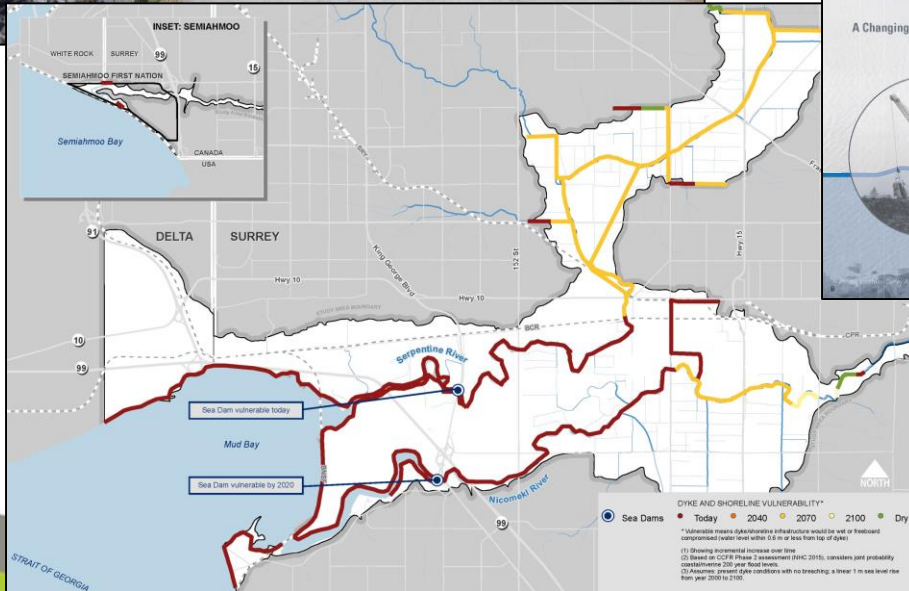 INSET: SEMIAHMOO
WHITE ROCK
SURREY
99
15
SEMIAHMOO FIRST NATION
Semiahmoo Bay
CANADA
USA
A Changing
91
DELTA
SURREY
King George Blvd
152 St
Hwy 15
Hwy 10
Hwy 10
STUDY AREA BOUNDARY
BCR
CPR
10
99
Serpentine River
Sea Dam vulnerable today
Mud Bay
Sea Dam vulnerable by 2020
BNSF
Nicomekl River
99
STRAIT OF GEORGIA
NORTH
Sea Dams
DYKE AND SHORELINE VULNERABILITY*
Today
2040
2070
2100
Dry
* Vulnerable means dyke/shoreline infrastructure would be wet or freeboard
compromised (water level within 0.6 m or less from top of dyke)
(1) Showing incremental increase over time
(2) Based on CCFR Phase 2 assessment (NHC 2015), considers joint probability
coastal/riverine 200 year flood levels.
(3) Assumes: present dyke conditions with no breaching; a linear 1 m sea level rise
from year 2000 to 2100.